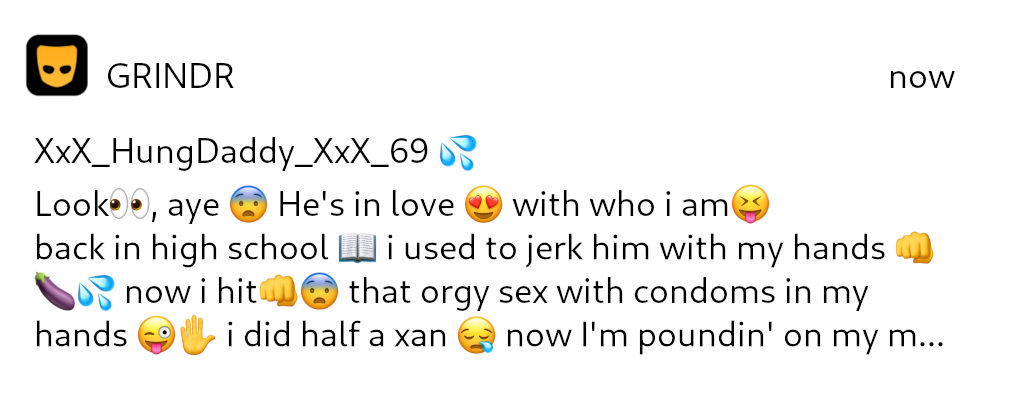 GRINDR now
XxX_HungDaddy_XxX_69 💦
Look👀, aye 😨 He's in love 😍 with who i am😝
back in high school 📖 i used to jerk him with my hands 👊
🍆💦 now i hit👊😨 that orgy sex with condoms in my
hands 😜✋ i did half a xan 😪 now I'm poundin' on my m...